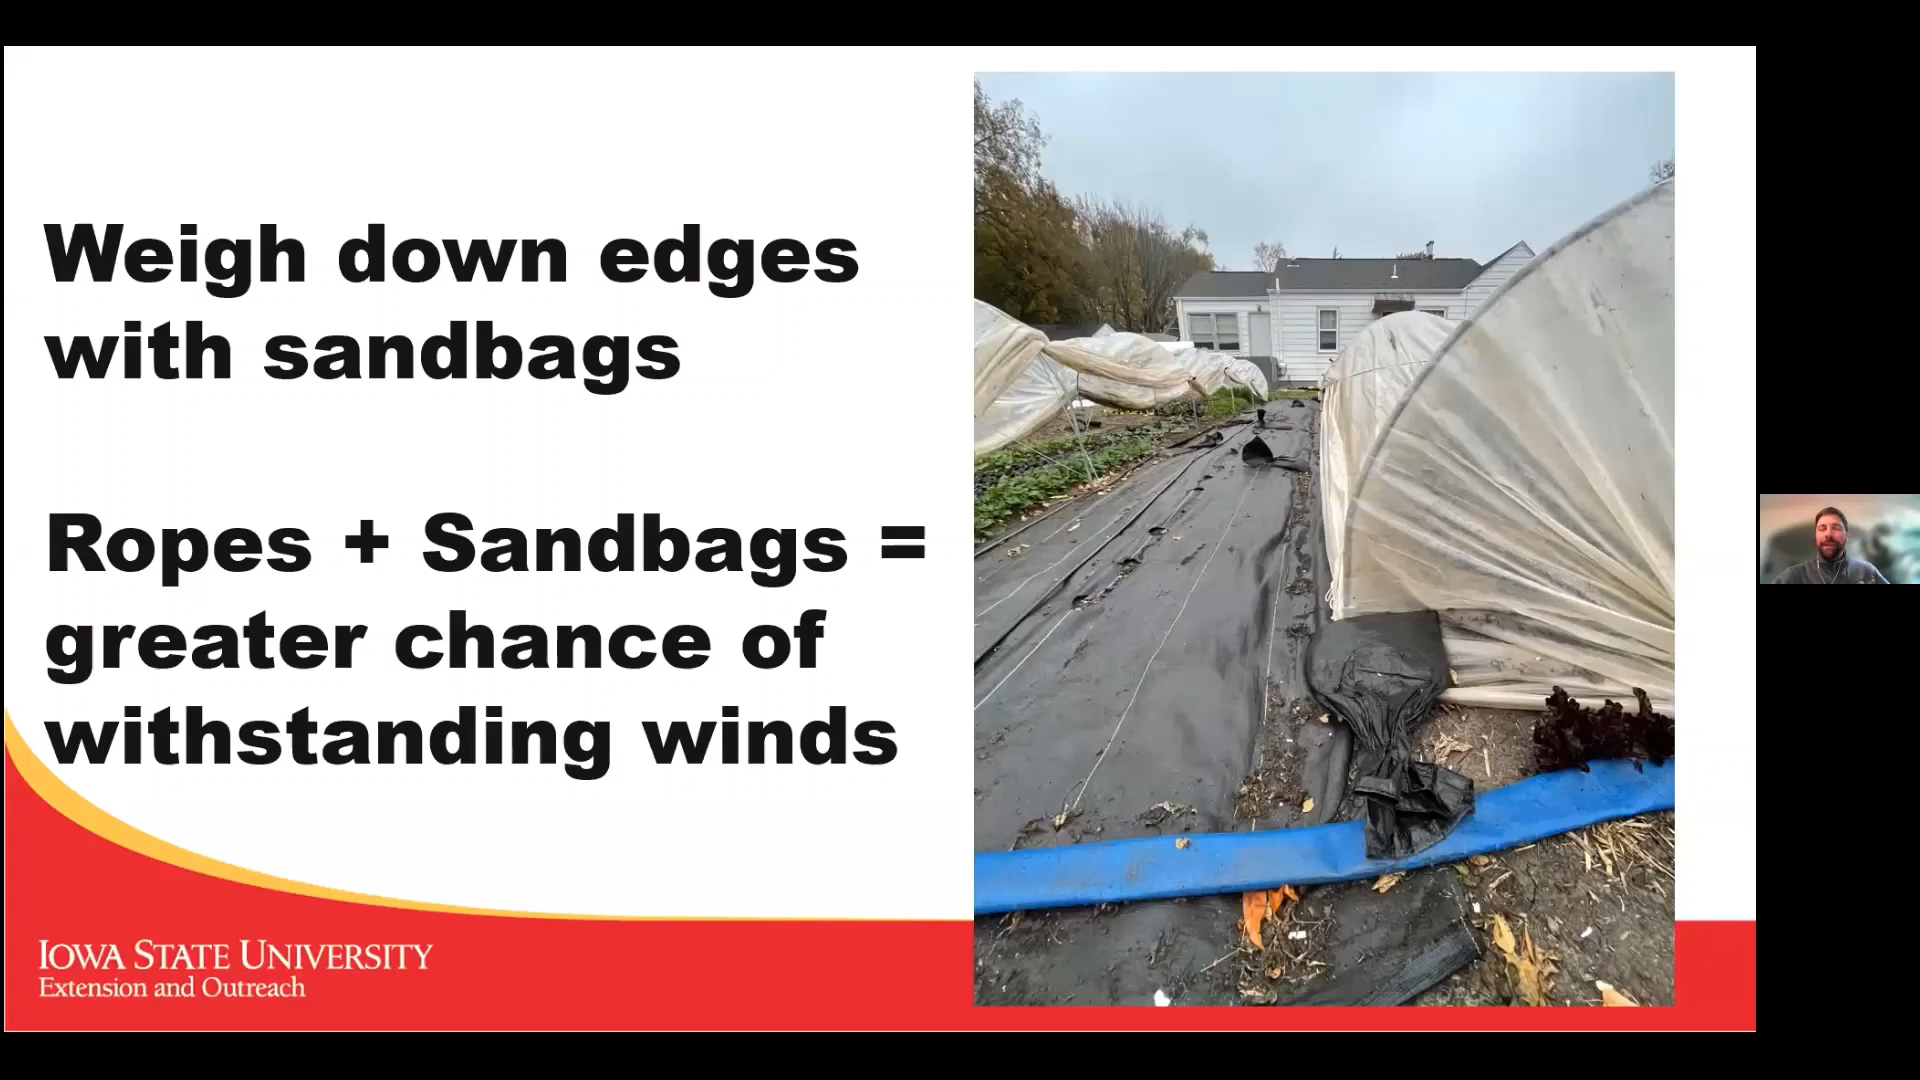 Weigh down edges
with sandbags
Ropes + Sandbags =
greater chance of
withstanding winds
IOWA STATE UNIVERSITY
Extension and Outreach